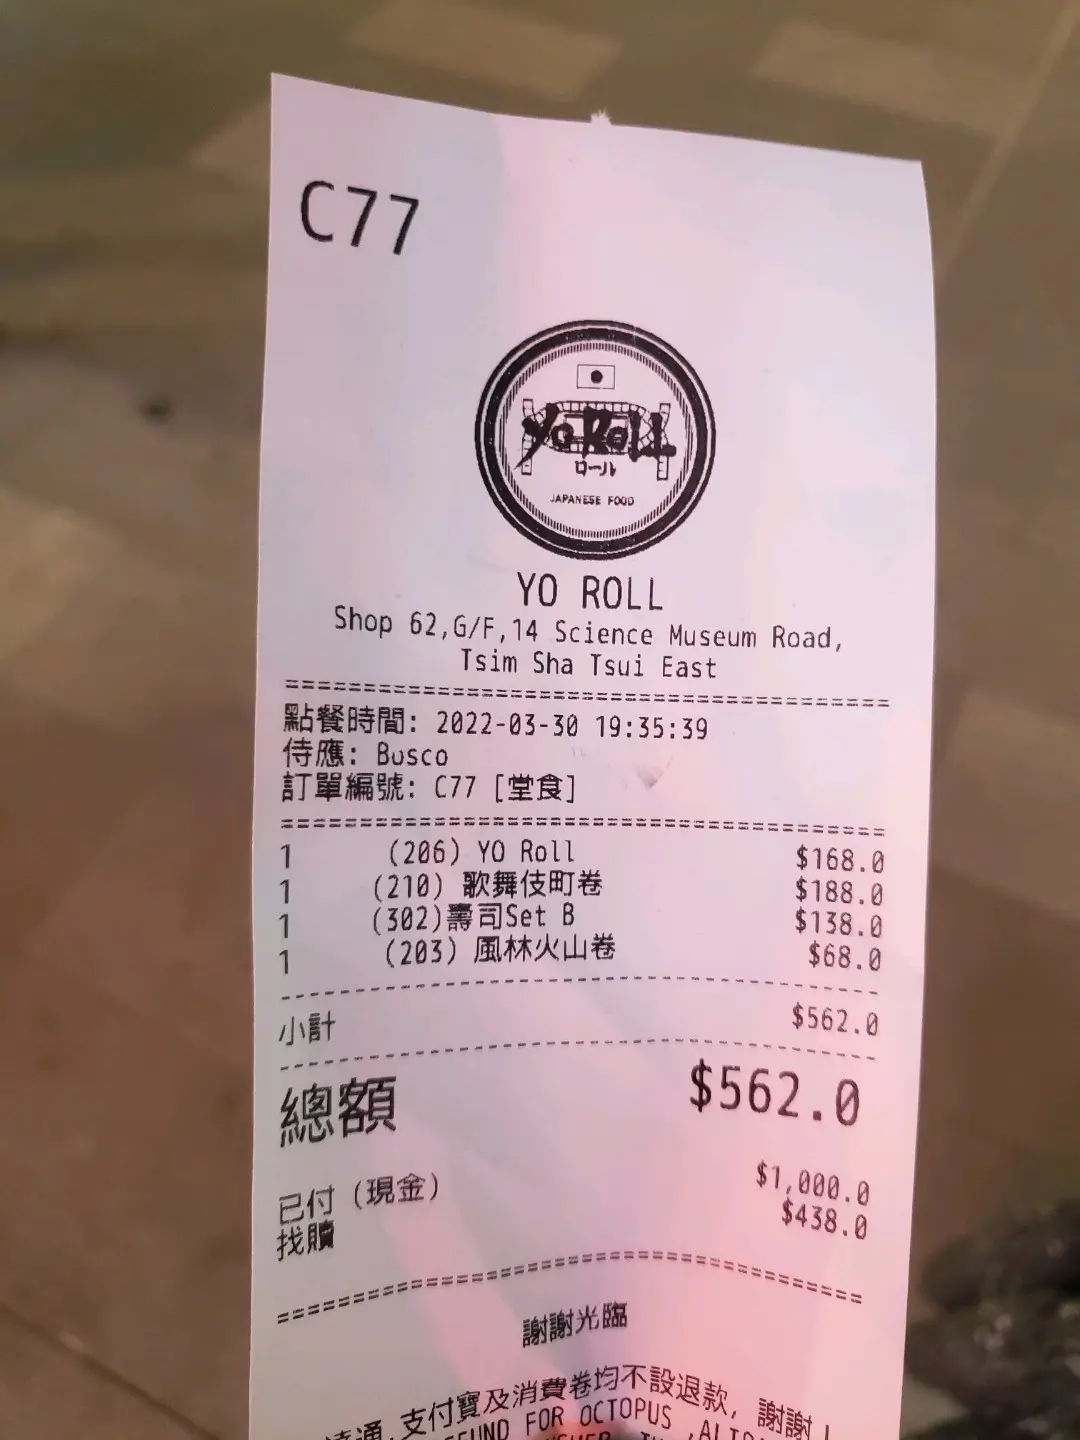 C77
Yo Roll
ロール
JAPANESE FOOD
YO ROLL
Shop 62,G/F,14 Science Museum Road,
Tsim Sha Tsui East
點餐時間: 2022-03-30 19:35:39
侍應: Bosco
訂單編號: C77 [堂食]
1 (206) YO Roll $168.0
1 (210) 歌舞伎町卷 $188.0
1 (302)壽司Set B $138.0
1 (203) 風林火山卷 $68.0
小計 $562.0
總額 $562.0
已付 (現金) $1,000.0
找贖 $438.0
謝謝光臨
通,支付寶及消費卷均不設退款, 謝謝!
FOR OCTOPUS